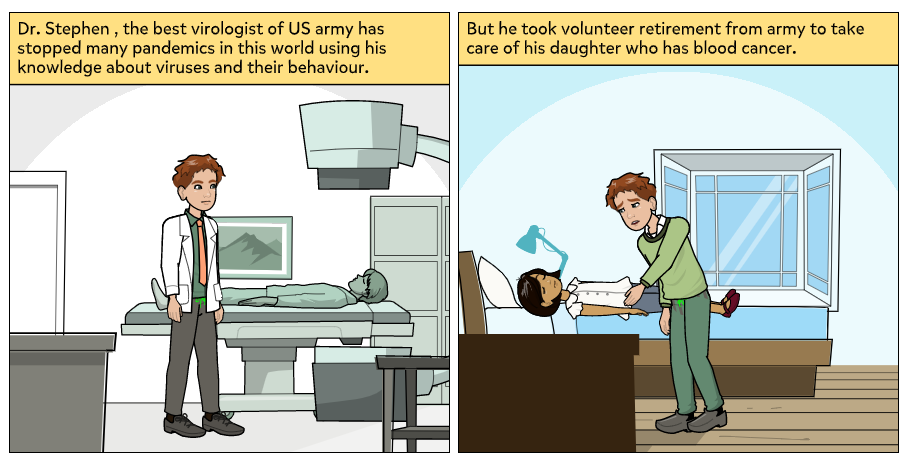 Dr. Stephen , the best virologist of US army has
stopped many pandemics in this world using his
knowledge about viruses and their behaviour.
But he took volunteer retirement from army to take
care of his daughter who has blood cancer.